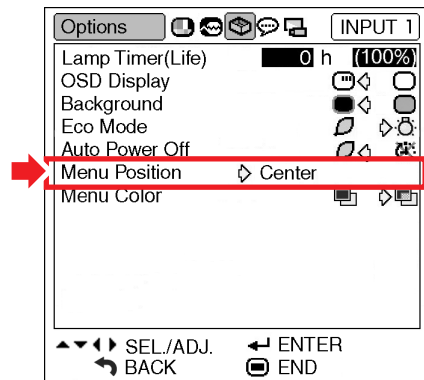 Options INPUT 1
Lamp Timer(Life) 0 h (100%)
OSD Display
Background
Eco Mode
Auto Power Off
Menu Position Center
Menu Color
SEL./ADJ. ENTER
BACK END